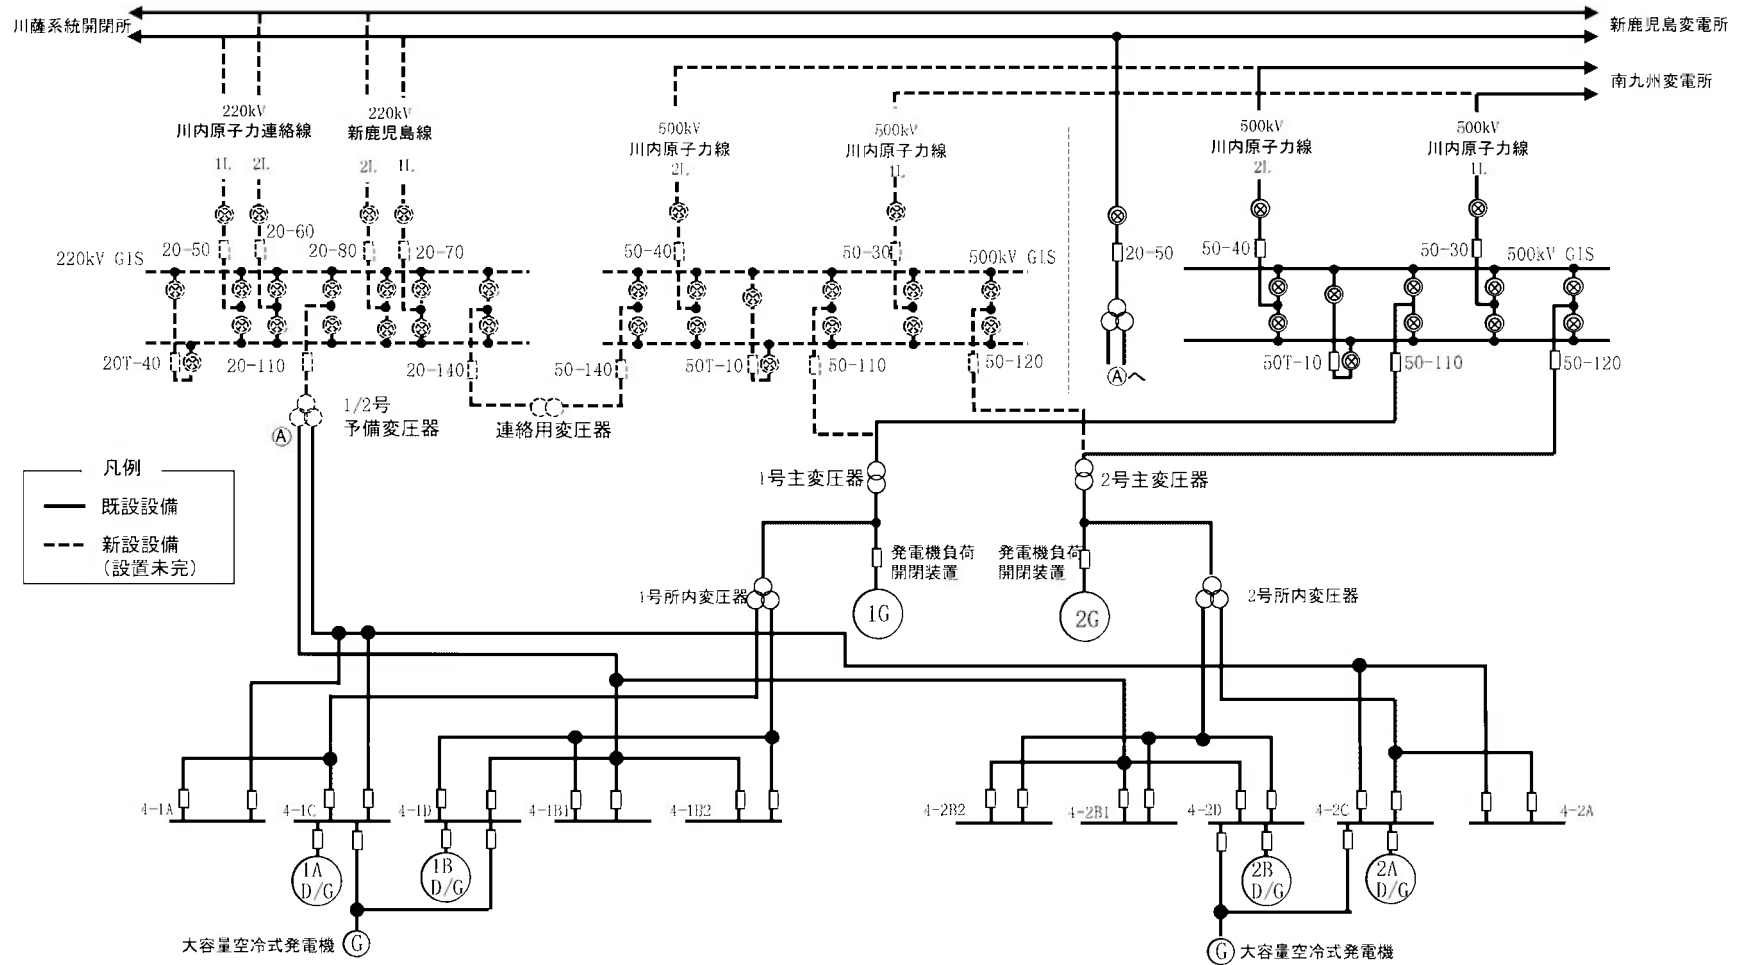 川薩系統開閉所
新鹿児島変電所
南九州変電所
220kV
川内原子力連絡線
1L 2L
220kV
新鹿児島線
2L 1L
500kV
川内原子力線
2L
500kV
川内原子力線
1L
500kV
川内原子力線
2L
500kV
川内原子力線
1L
220kV GIS
20-50
20-60
20-80
20-70
50-40
50-30
500kV GIS
20-50
50-40
50-30
500kV GIS
20T-40
20-110
20-140
50-140
50T-10
50-110
50-120
Aへ
50T-10
50-110
50-120
A
1/2号
予備変圧器
連絡用変圧器
凡例
既設設備
新設設備
(設置未完)
1号主変圧器
2号主変圧器
発電機負荷
開閉装置
発電機負荷
開閉装置
1号所内変圧器
1G
2G
2号所内変圧器
4-1A
4-1C
4-1D
4-1B1
4-1B2
4-2B2
4-2B1
4-2D
4-2C
4-2A
1A
D/G
1B
D/G
2B
D/G
2A
D/G
大容量空冷式発電機 G
G 大容量空冷式発電機